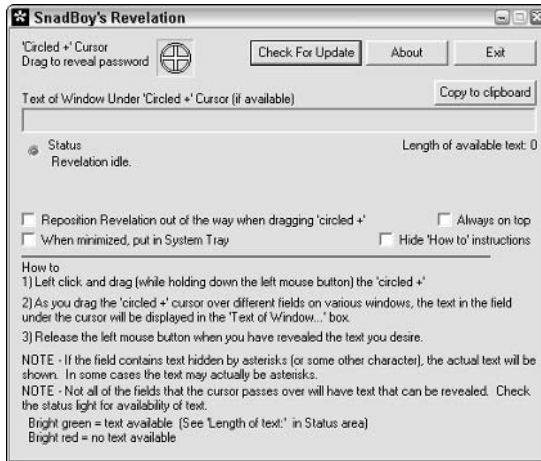 SnadBoy's Revelation
'Circled +' Cursor
Drag to reveal password
Check For Update
About
Exit
Copy to clipboard
Text of Window Under 'Circled +' Cursor (if available)
Status
Length of available text: 0
Revelation idle.
Reposition Revelation out of the way when dragging 'circled +'
Always on top
When minimized, put in System Tray
Hide 'How to' instructions
How to
1) Left click and drag (while holding down the left mouse button) the 'circled +'
2) As you drag the 'circled +' cursor over different fields on various windows, the text in the field
under the cursor will be displayed in the 'Text of Window...' box.
3) Release the left mouse button when you have revealed the text you desire.
NOTE - If the field contains text hidden by asterisks (or some other character), the actual text will be
shown. In some cases the text may actually be asterisks.
NOTE - Not all of the fields that the cursor passes over will have text that can be revealed. Check
the status light for availability of text.
Bright green = text available (See 'Length of text:' in Status area)
Bright red = no text available